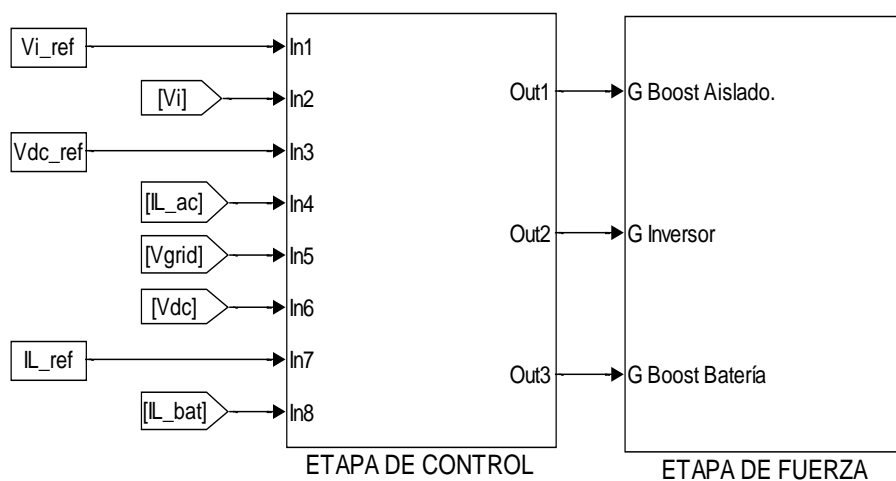 Vi_ref
In1
[Vi]
In2
Out1
G Boost Aislado.
Vdc_ref
In3
[IL_ac]
In4
[Vgrid]
In5
Out2
G Inversor
[Vdc]
In6
IL_ref
In7
Out3
G Boost Batería
[IL_bat]
In8
ETAPA DE CONTROL
ETAPA DE FUERZA